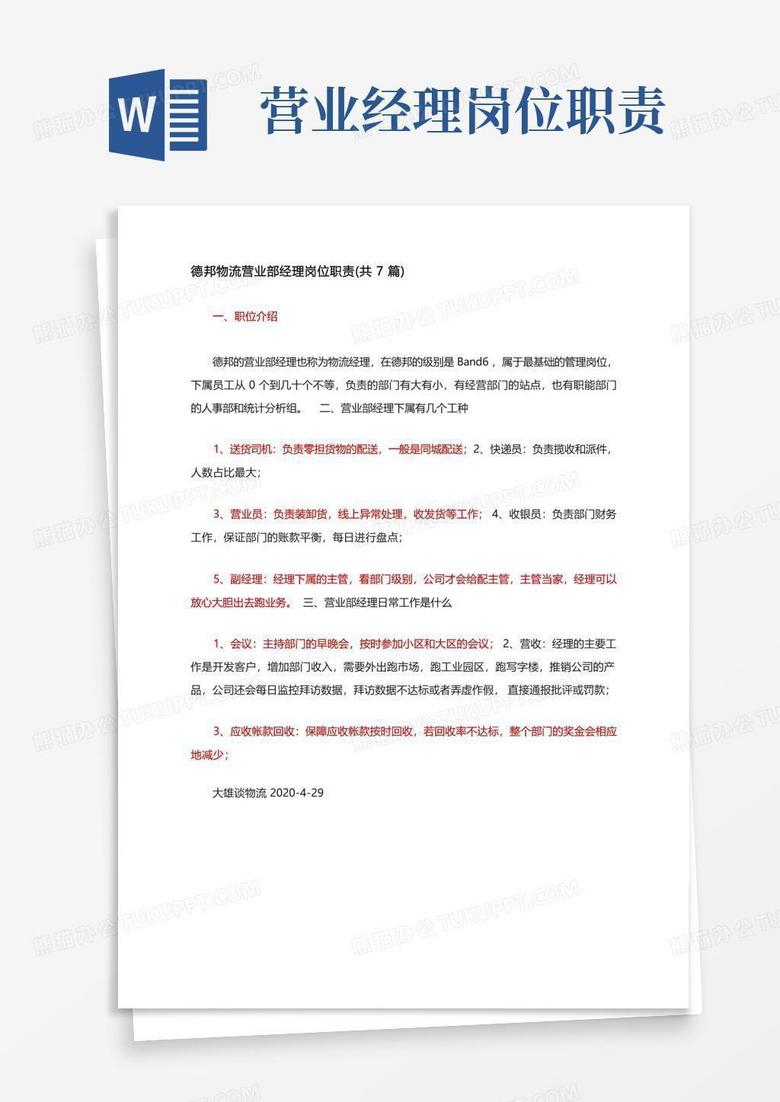 W
营业经理岗位职责
德邦物流营业部经理岗位职责(共 7 篇)
一、职位介绍
德邦的营业部经理也称为物流经理，在德邦的级别是 Band6 ，属于最基础的管理岗位，
下属员工从 0 个到几十个不等，负责的部门有大有小，有经营部门的站点，也有职能部门
的人事部和统计分析组。 二、营业部经理下属有几个工种
1、送货司机：负责零担货物的配送，一般是同城配送；2、快递员：负责揽收和派件，
人数占比最大；
3、营业员：负责装卸货，线上异常处理，收发货等工作； 4、收银员：负责部门财务
工作，保证部门的账款平衡，每日进行盘点；
5、副经理：经理下属的主管，看部门级别，公司才会给配主管，主管当家，经理可以
放心大胆出去跑业务。 三、营业部经理日常工作是什么
1、会议：主持部门的早晚会，按时参加小区和大区的会议； 2、营收：经理的主要工
作是开发客户，增加部门收入，需要外出跑市场，跑工业园区，跑写字楼，推销公司的产
品，公司还会每日监控拜访数据，拜访数据不达标或者弄虚作假， 直接通报批评或罚款；
3、应收帐款回收：保障应收帐款按时回收，若回收率不达标，整个部门的奖金会相应
地减少；
大雄谈物流 2020-4-29
熊猫办公 TUKUPPT.COM